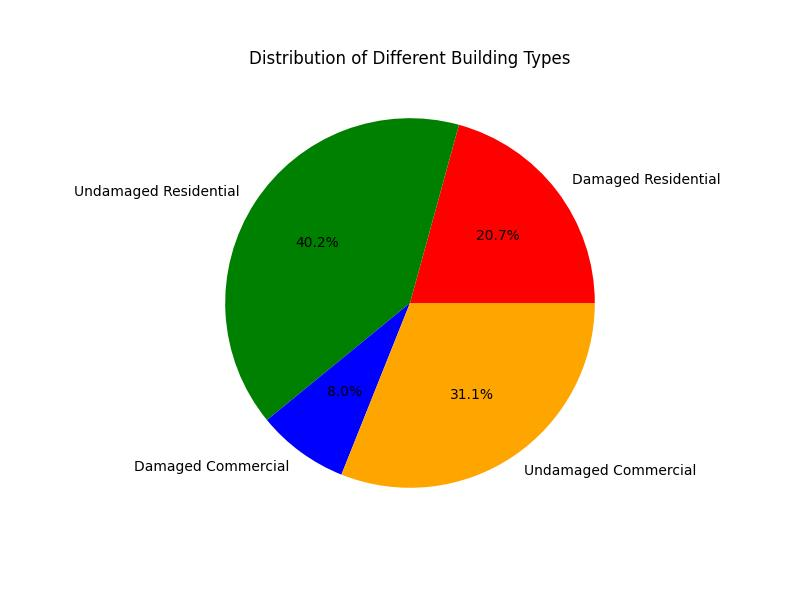 Distribution of Different Building Types
Damaged Residential
Undamaged Residential
20.7%
40.2%
8.0%
31.1%
Damaged Commercial
Undamaged Commercial